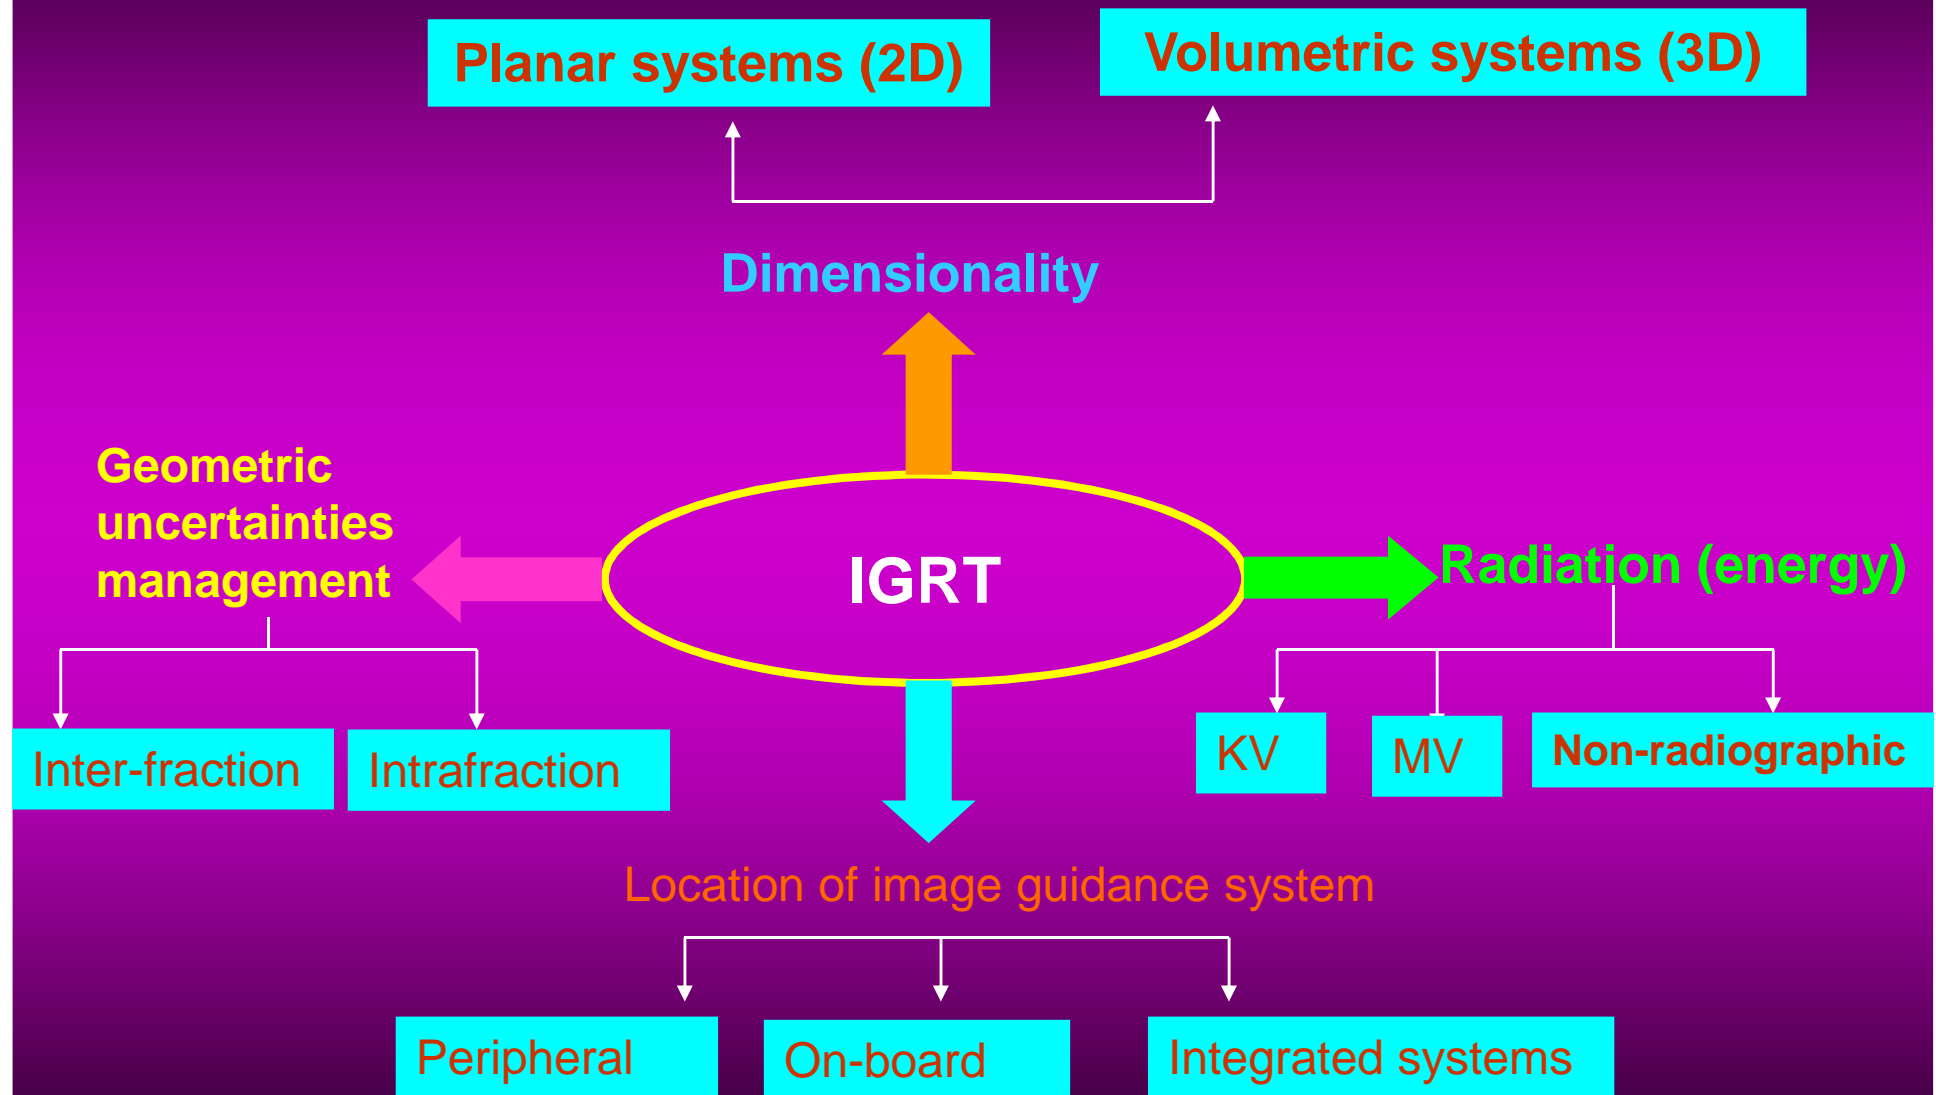 Planar systems (2D)
Volumetric systems (3D)
Dimensionality
Geometric
uncertainties
management
IGRT
Radiation (energy)
Inter-fraction
Intrafraction
KV
MV
Non-radiographic
Location of image guidance system
Peripheral
On-board
Integrated systems